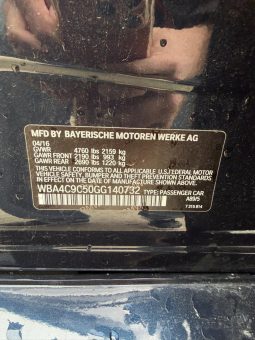 MFD BY BAYERISCHE MOTOREN WERKE AG
04/16
GVWR 4760 lbs 2159 kg
GAWR FRONT 2190 lbs 993 kg
GAWR REAR 2690 lbs 1220 kg
THIS VEHICLE CONFORMS TO ALL APPLICABLE U.S. FEDERAL MOTOR
VEHICLE SAFETY, BUMPER AND THEFT PREVENTION STANDARDS
IN EFFECT ON THE DATE OF MANUFACTURE SHOWN ABOVE.
WBA4C9C50GG140732 TYPE: PASSENGER CAR
A89/5